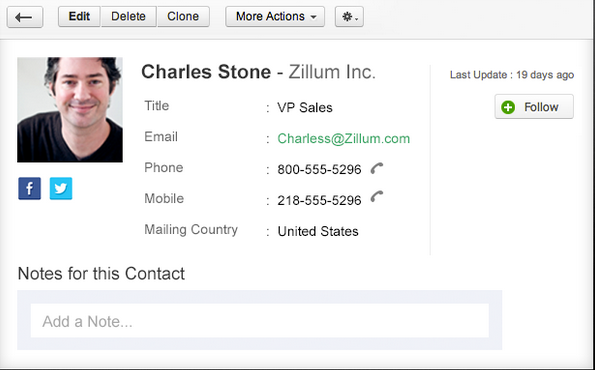 Edit Delete Clone More Actions
Charles Stone - Zillum Inc.
Last Update : 19 days ago
Title : VP Sales
Follow
Email : Charless@Zillum.com
Phone : 800-555-5296
Mobile : 218-555-5296
Mailing Country : United States
Notes for this Contact
Add a Note...